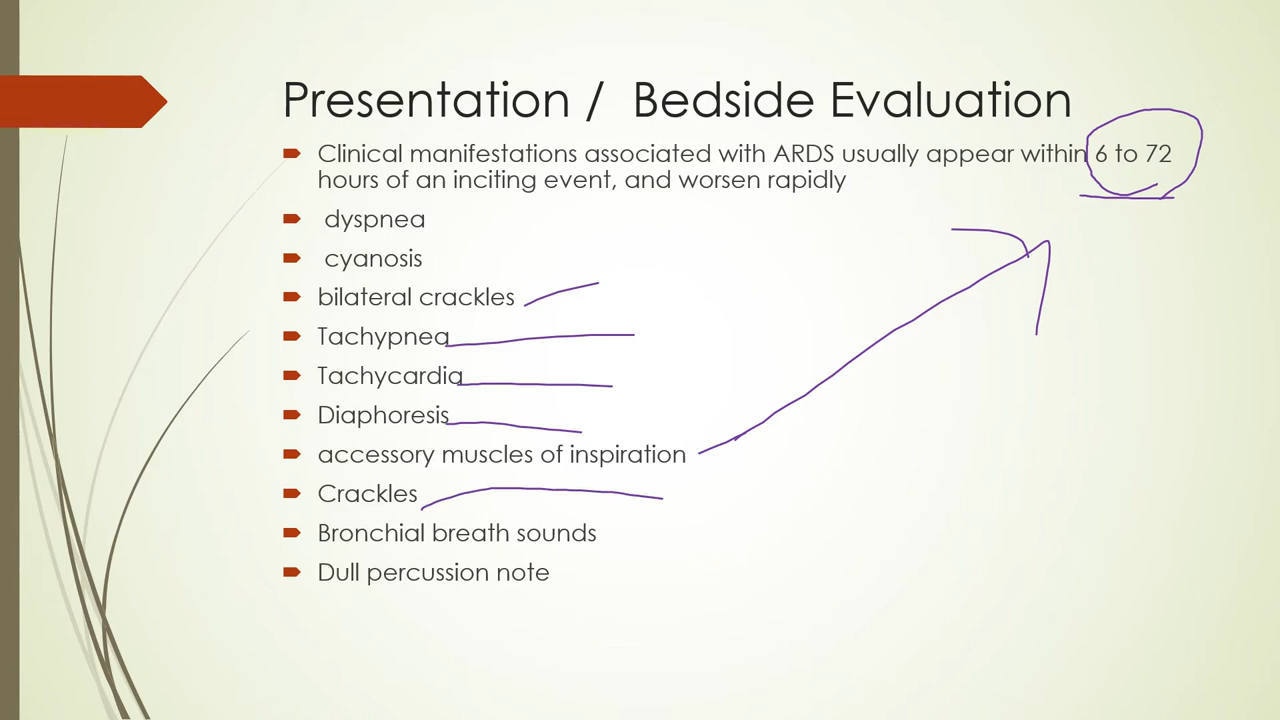 Presentation /  Bedside Evaluation
Clinical manifestations associated with ARDS usually appear within 6 to 72
hours of an inciting event, and worsen rapidly
dyspnea
cyanosis
bilateral crackles
Tachypnea
Tachycardia
Diaphoresis
accessory muscles of inspiration
Crackles
Bronchial breath sounds
Dull percussion note